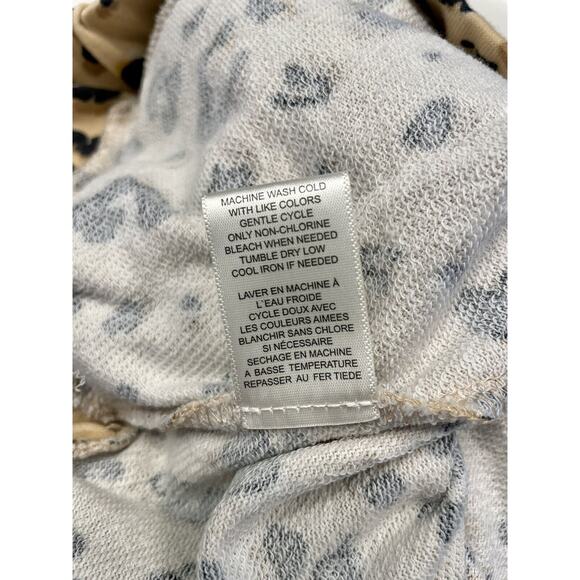 MACHINE WASH COLD
WITH LIKE COLORS
GENTLE CYCLE
ONLY NON-CHLORINE
BLEACH WHEN NEEDED
TUMBLE DRY LOW
COOL IRON IF NEEDED
LAVER EN MACHINE À
L'EAU FROIDE
CYCLE DOUX AVEC
LES COULEURS AIMEES
BLANCHIR SANS CHLORE
SI NÉCESSAIRE
SECHAGE EN MACHINE
A BASSE TEMPERATURE
REPASSER AU FER TIEDE